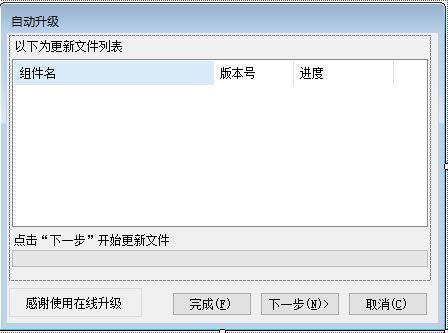 自动升级
以下为更新文件列表
组件名 版本号 进度
点击“下一步”开始更新文件
感谢使用在线升级 完成(F) 下一步(N)> 取消(C)